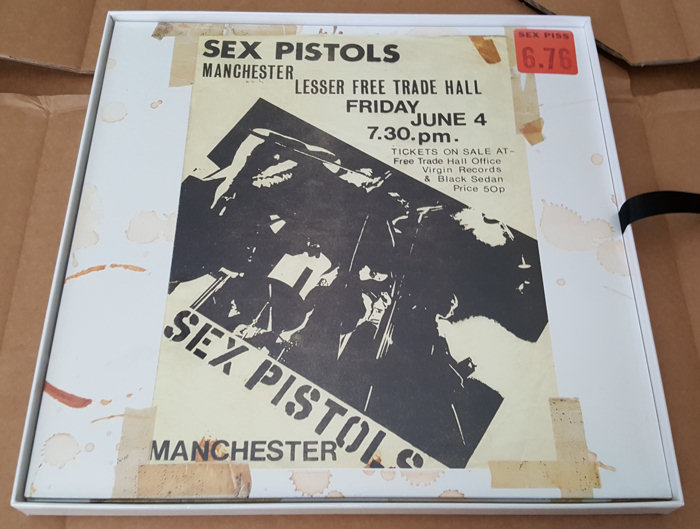 SEX PISTOLS
SEX PISS
6.76
MANCHESTER
LESSER FREE TRADE HALL
FRIDAY
JUNE 4
7.30.pm.
TICKETS ON SALE AT-
Free Trade Hall Office
Virgin Records
& Black Sedan
Price 50p
SEX PISTOLS
MANCHESTER